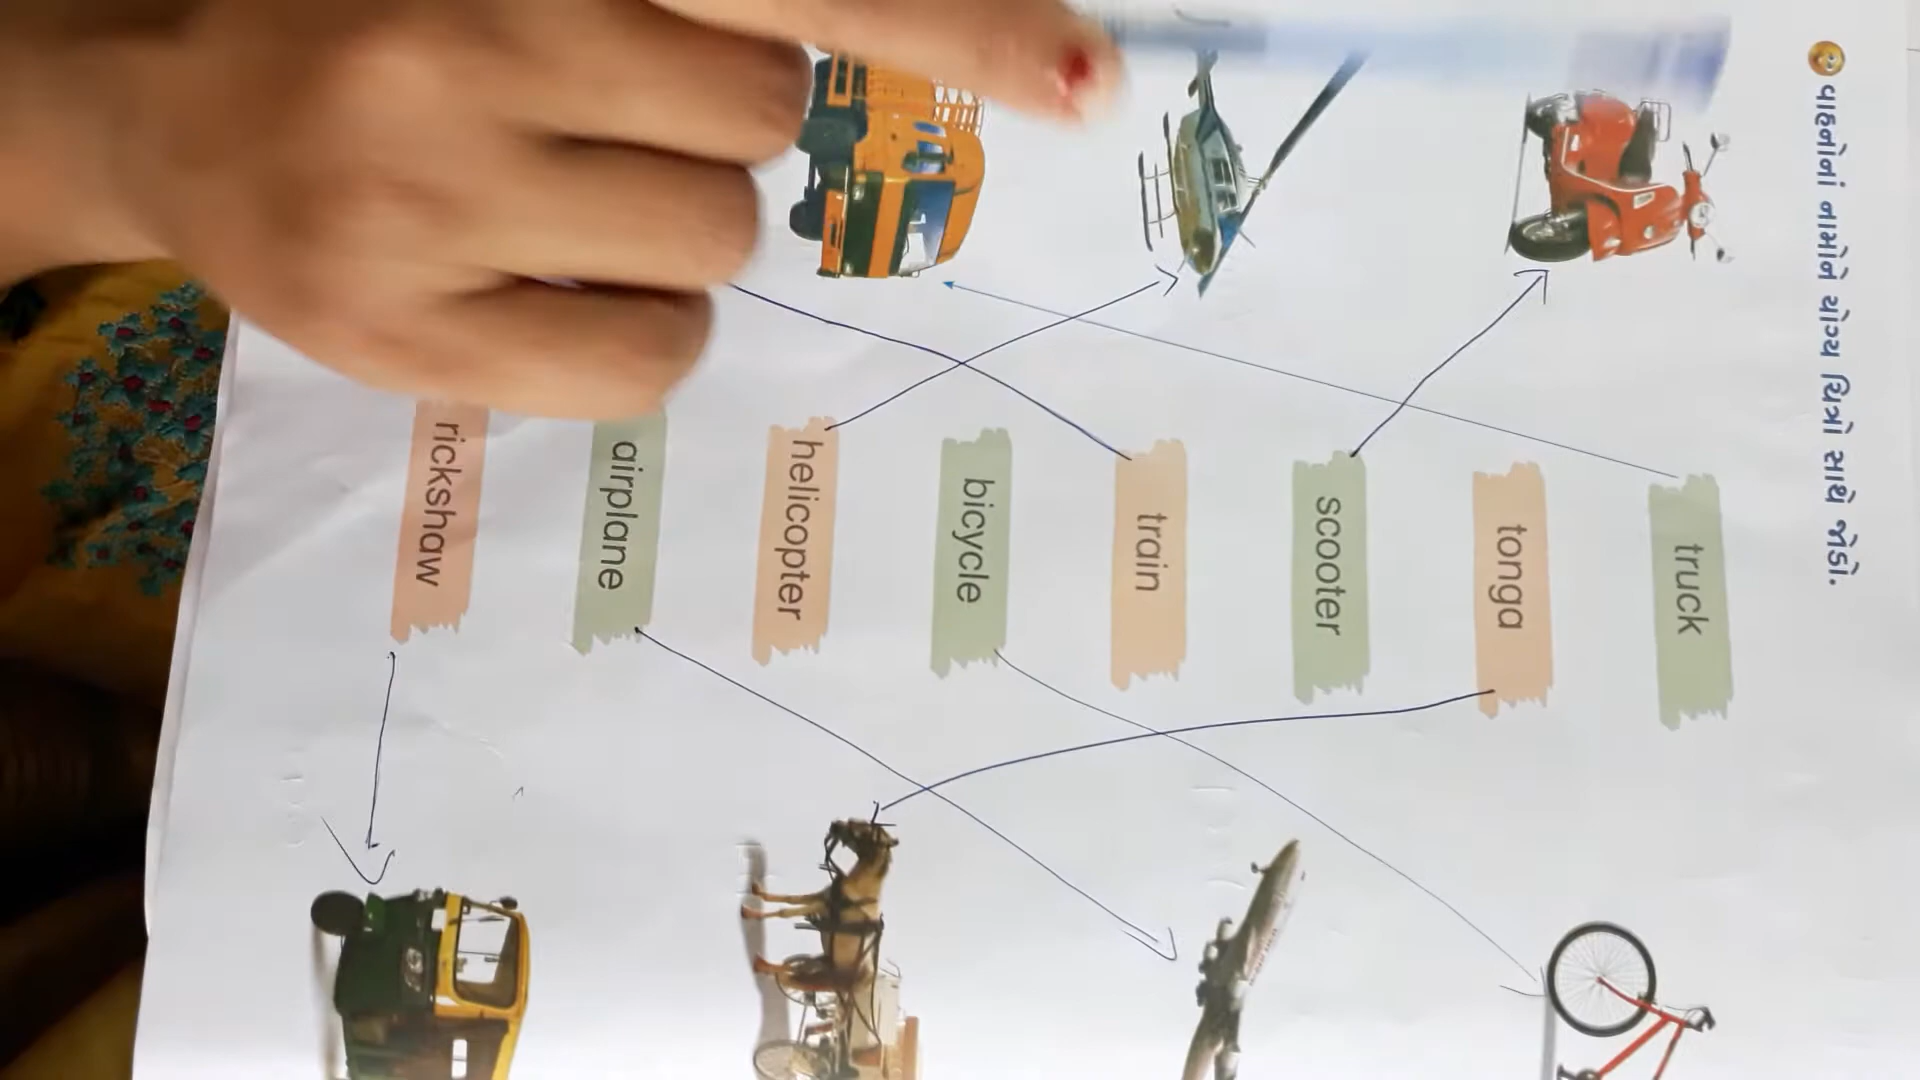 વાહનોનાં નામોને યોગ્ય ચિત્રો સાથે જોડો.
truck
tonga
scooter
train
bicycle
helicopter
airplane
rickshaw